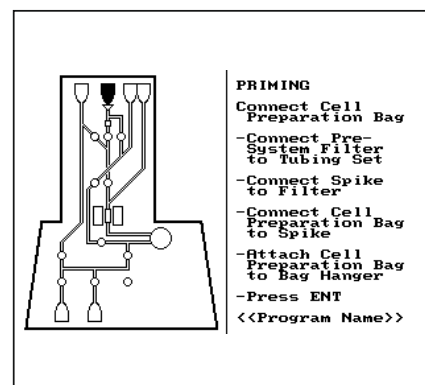 PRIMING
Connect Cell
Preparation Bag
-Connect Pre-
System Filter
to Tubing Set
-Connect Spike
to Filter
-Connect Cell
Preparation Bag
to Spike
-Attach Cell
Preparation Bag
to Bag Hanger
-Press ENT
<<Program Name>>